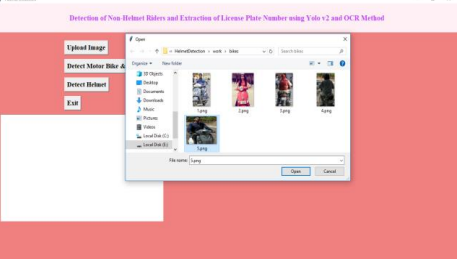 Detection of Non-Helmet Riders and Extraction of License Plate Number using Yolo v2 and OCR Method
Upload Image
Detect Motor Bike &
Detect Helmet
Exit
Open
« HelmetDetection > work > bikes
Search bikes
Organize
New folder
3D Objects
Desktop
Documents
Downloads
Music
Pictures
Videos
Local Disk (C:)
Local Disk (E:)
1.png
2.png
3.png
4.png
5.png
File name:
5.png
Open
Cancel